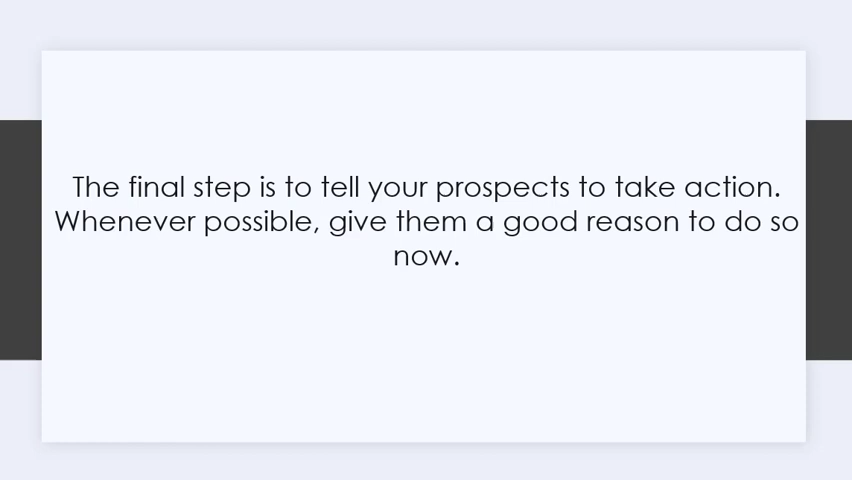 The final step is to tell your prospects to take action.
Whenever possible, give them a good reason to do so
now.